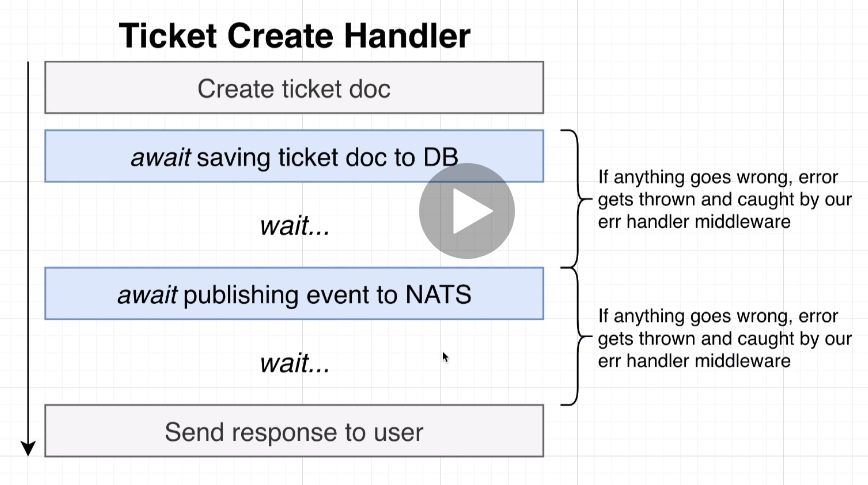 Ticket Create Handler
Create ticket doc
await saving ticket doc to DB
wait...
If anything goes wrong, error
gets thrown and caught by our
err handler middleware
await publishing event to NATS
wait...
If anything goes wrong, error
gets thrown and caught by our
err handler middleware
Send response to user